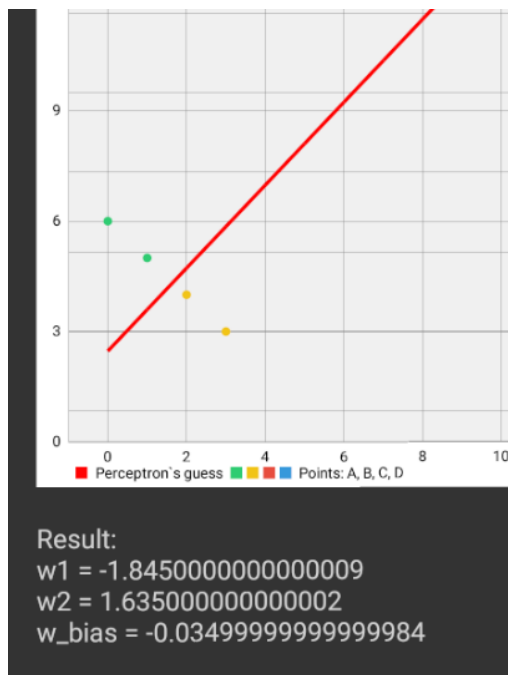 9
6
3
0
0 2 4 6 8 10
Perceptron`s guess Points: A, B, C, D
Result:
w1 = -1.8450000000000009
w2 = 1.635000000000002
w_bias = -0.03499999999999984